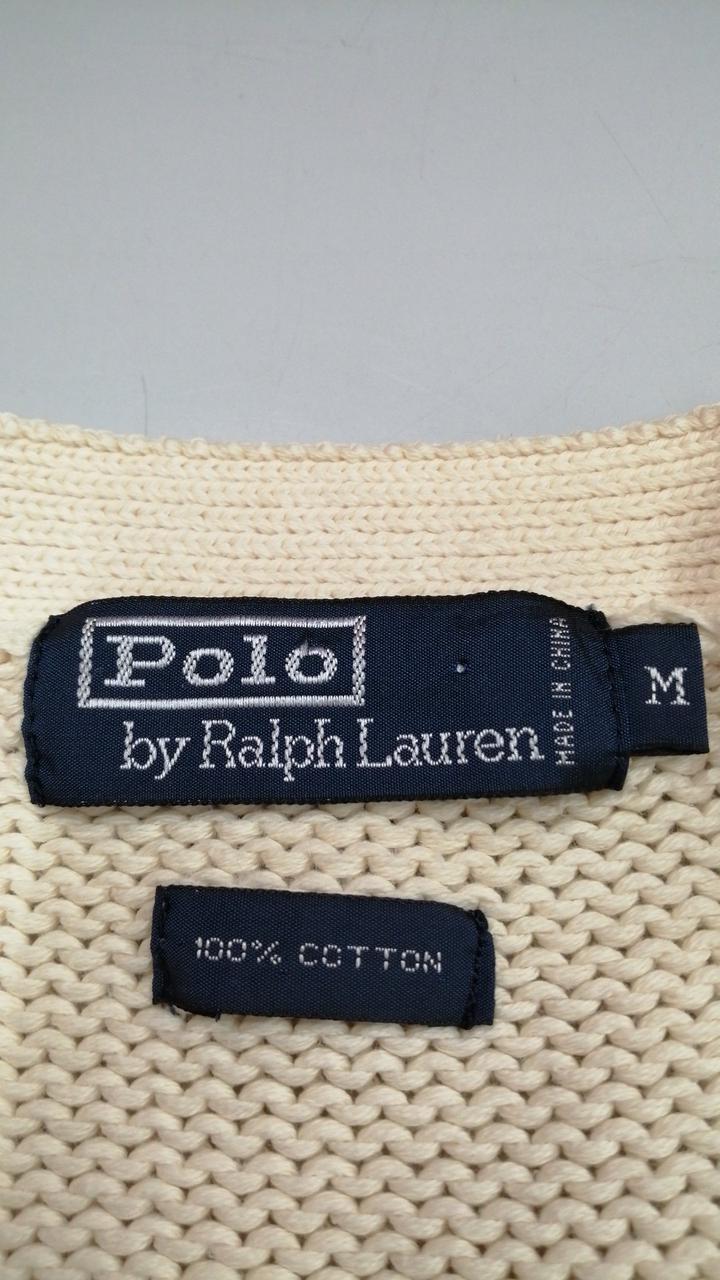 Polo
by Ralph Lauren
MADE IN CHINA
M
100% COTTON